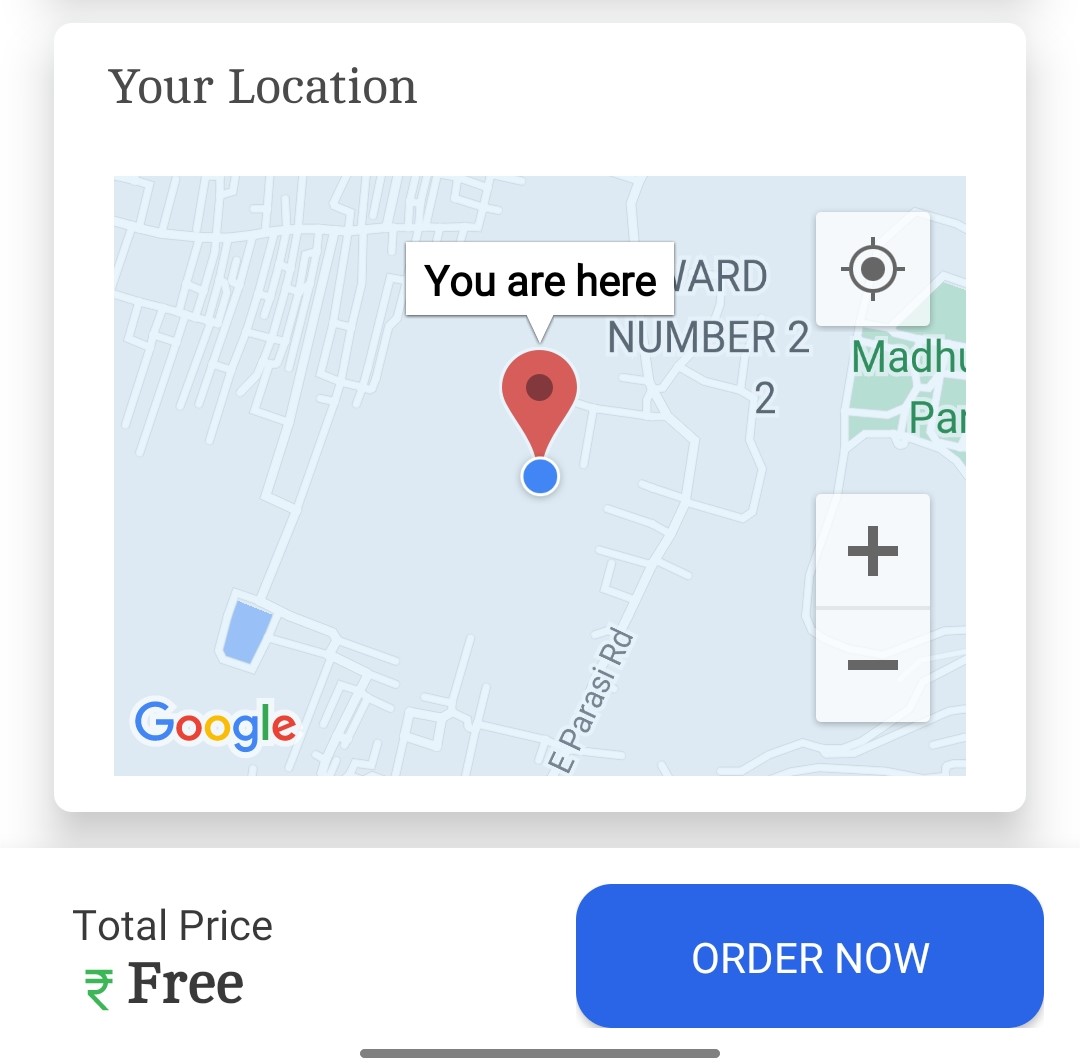 Your Location
You are here
WARD
NUMBER 2
2
Madhu
Par
E Parasi Rd
Google
Total Price
₹ Free
ORDER NOW